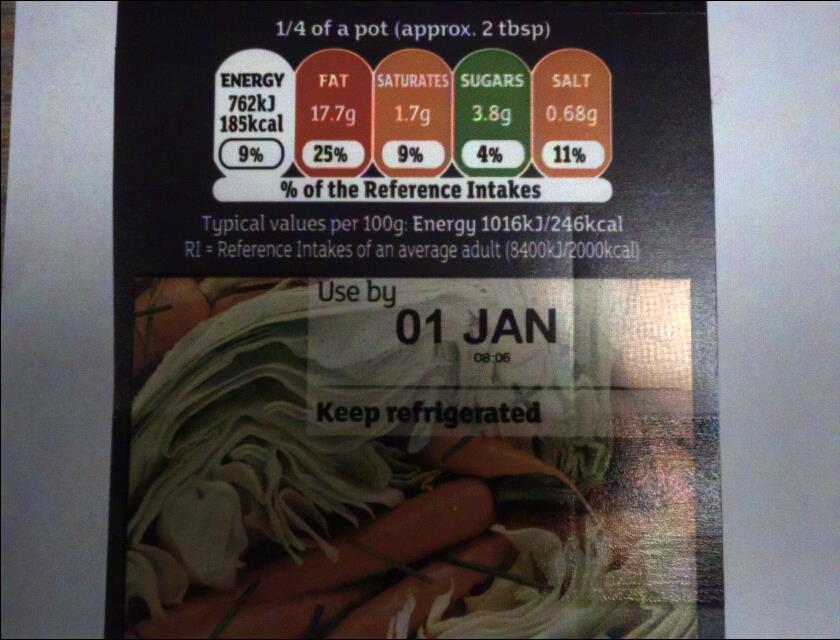 1/4 of a pot (approx. 2 tbsp)
ENERGY FAT SATURATES SUGARS SALT
762kJ
185kcal 17.7g 1.7g 3.8g 0.68g
9% 25% 9% 4% 11%
% of the Reference Intakes
Typical values per 100g: Energy 1016kJ/246kcal
RI = Reference Intakes of an average adult (8400kJ/2000kcal)
Use by
01 JAN
08:06
Keep refrigerated